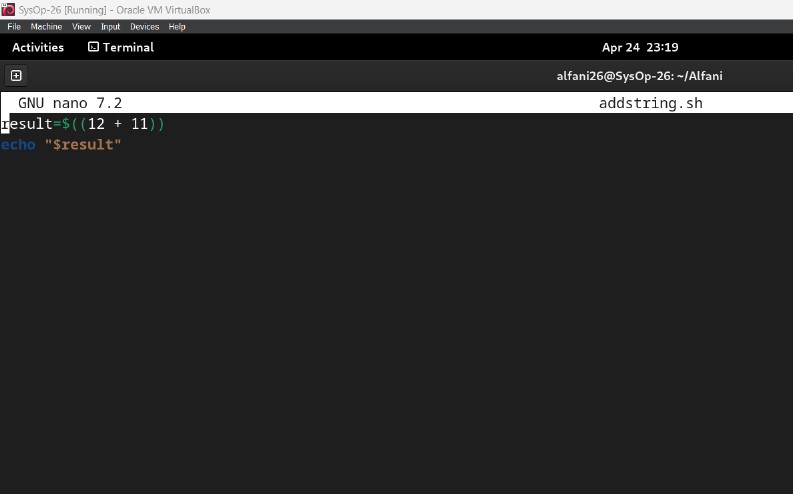 SysOp-26 [Running] - Oracle VM VirtualBox
File Machine View Input Devices Help
Activities Terminal Apr 24 23:19
alfani26@SysOp-26: ~/Alfani
GNU nano 7.2 addstring.sh
result=$((12 + 11))
echo "$result"